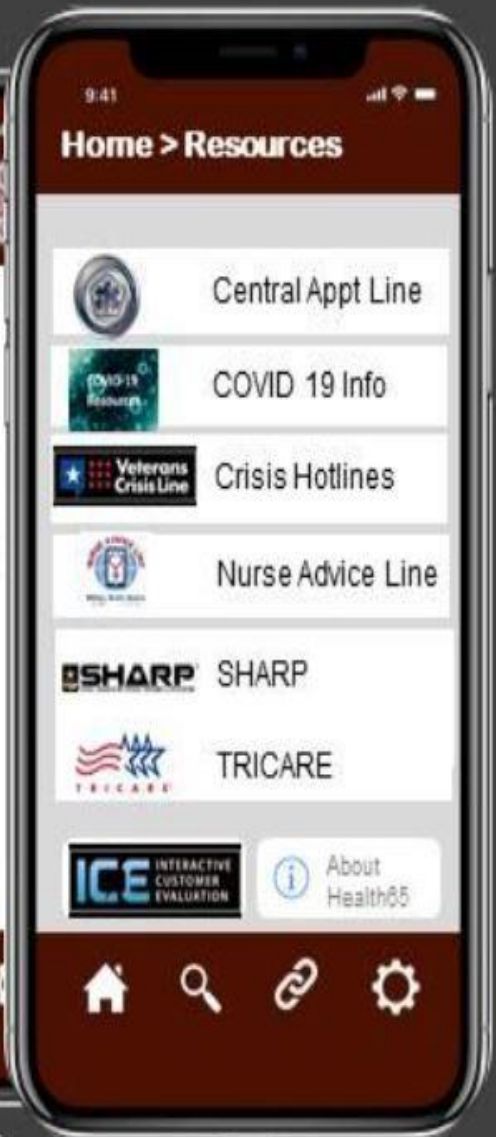 9:41
Home > Resources
Central Appt Line
COVID-19
Resources
COVID 19 Info
Veterans
Crisis Line
Crisis Hotlines
Nurse Advice Line
SHARP
SHARP
TRICARE
TRICARE
ICE INTERACTIVE
CUSTOMER
EVALUATION
About
Health65